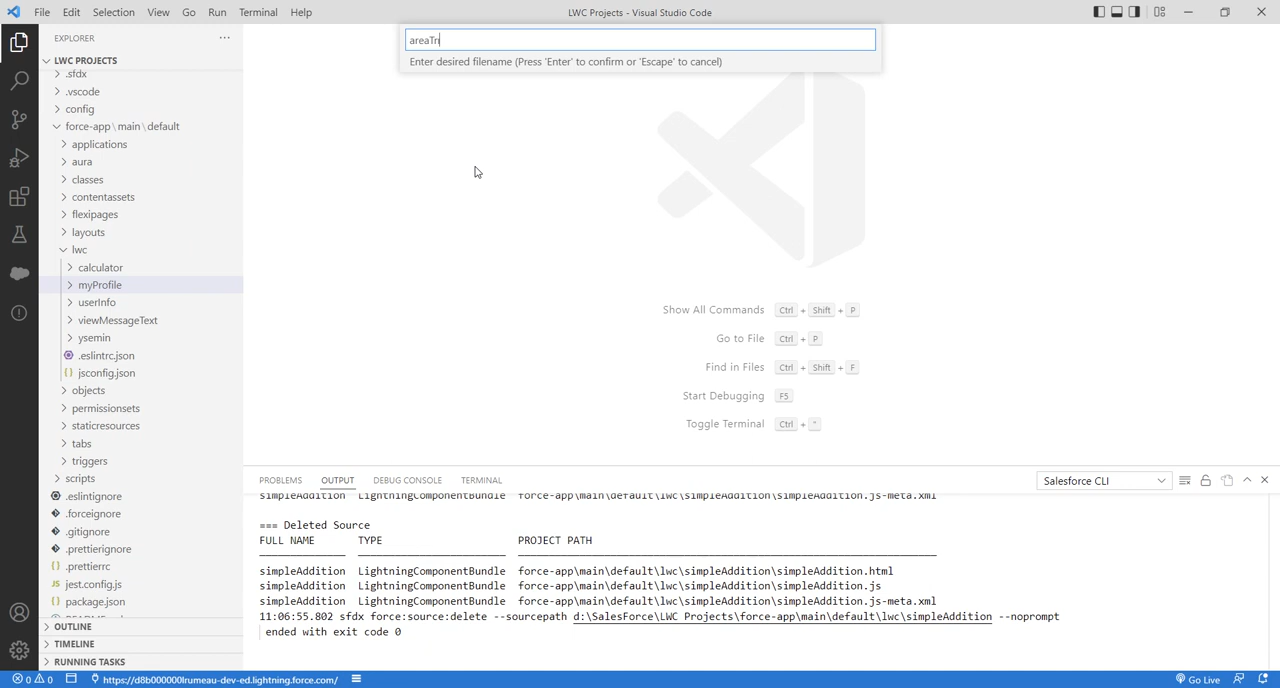 File Edit Selection View Go Run Terminal Help
LWC Projects - Visual Studio Code
areaTri
Enter desired filename (Press 'Enter' to confirm or 'Escape' to cancel)
EXPLORER
LWC PROJECTS
.sfdx
.vscode
config
force-app\main\default
applications
aura
classes
contentassets
flexipages
layouts
lwc
calculator
myProfile
userInfo
viewMessageText
ysemin
.eslintrc.json
jsconfig.json
objects
permissionsets
staticresources
tabs
triggers
scripts
.eslintignore
.forceignore
.gitignore
.prettierignore
.prettierrc
jest.config.js
package.json
OUTLINE
TIMELINE
RUNNING TASKS
Show All Commands Ctrl + Shift + P
Go to File Ctrl + P
Find in Files Ctrl + Shift + F
Start Debugging F5
Toggle Terminal Ctrl + "
PROBLEMS OUTPUT DEBUG CONSOLE TERMINAL
Salesforce CLI
simpleAddition LightningComponentBundle force-app\main\default\lwc\simpleAddition\simpleAddition.js-meta.xml
=== Deleted Source
FULL NAME TYPE PROJECT PATH
simpleAddition LightningComponentBundle force-app\main\default\lwc\simpleAddition\simpleAddition.html
simpleAddition LightningComponentBundle force-app\main\default\lwc\simpleAddition\simpleAddition.js
simpleAddition LightningComponentBundle force-app\main\default\lwc\simpleAddition\simpleAddition.js-meta.xml
11:06:55.802 sfdx force:source:delete --sourcepath d:\SalesForce\LWC Projects\force-app\main\default\lwc\simpleAddition --noprompt
ended with exit code 0
0 0 https://d8b000000lrumeau-dev-ed.lightning.force.com/ Go Live